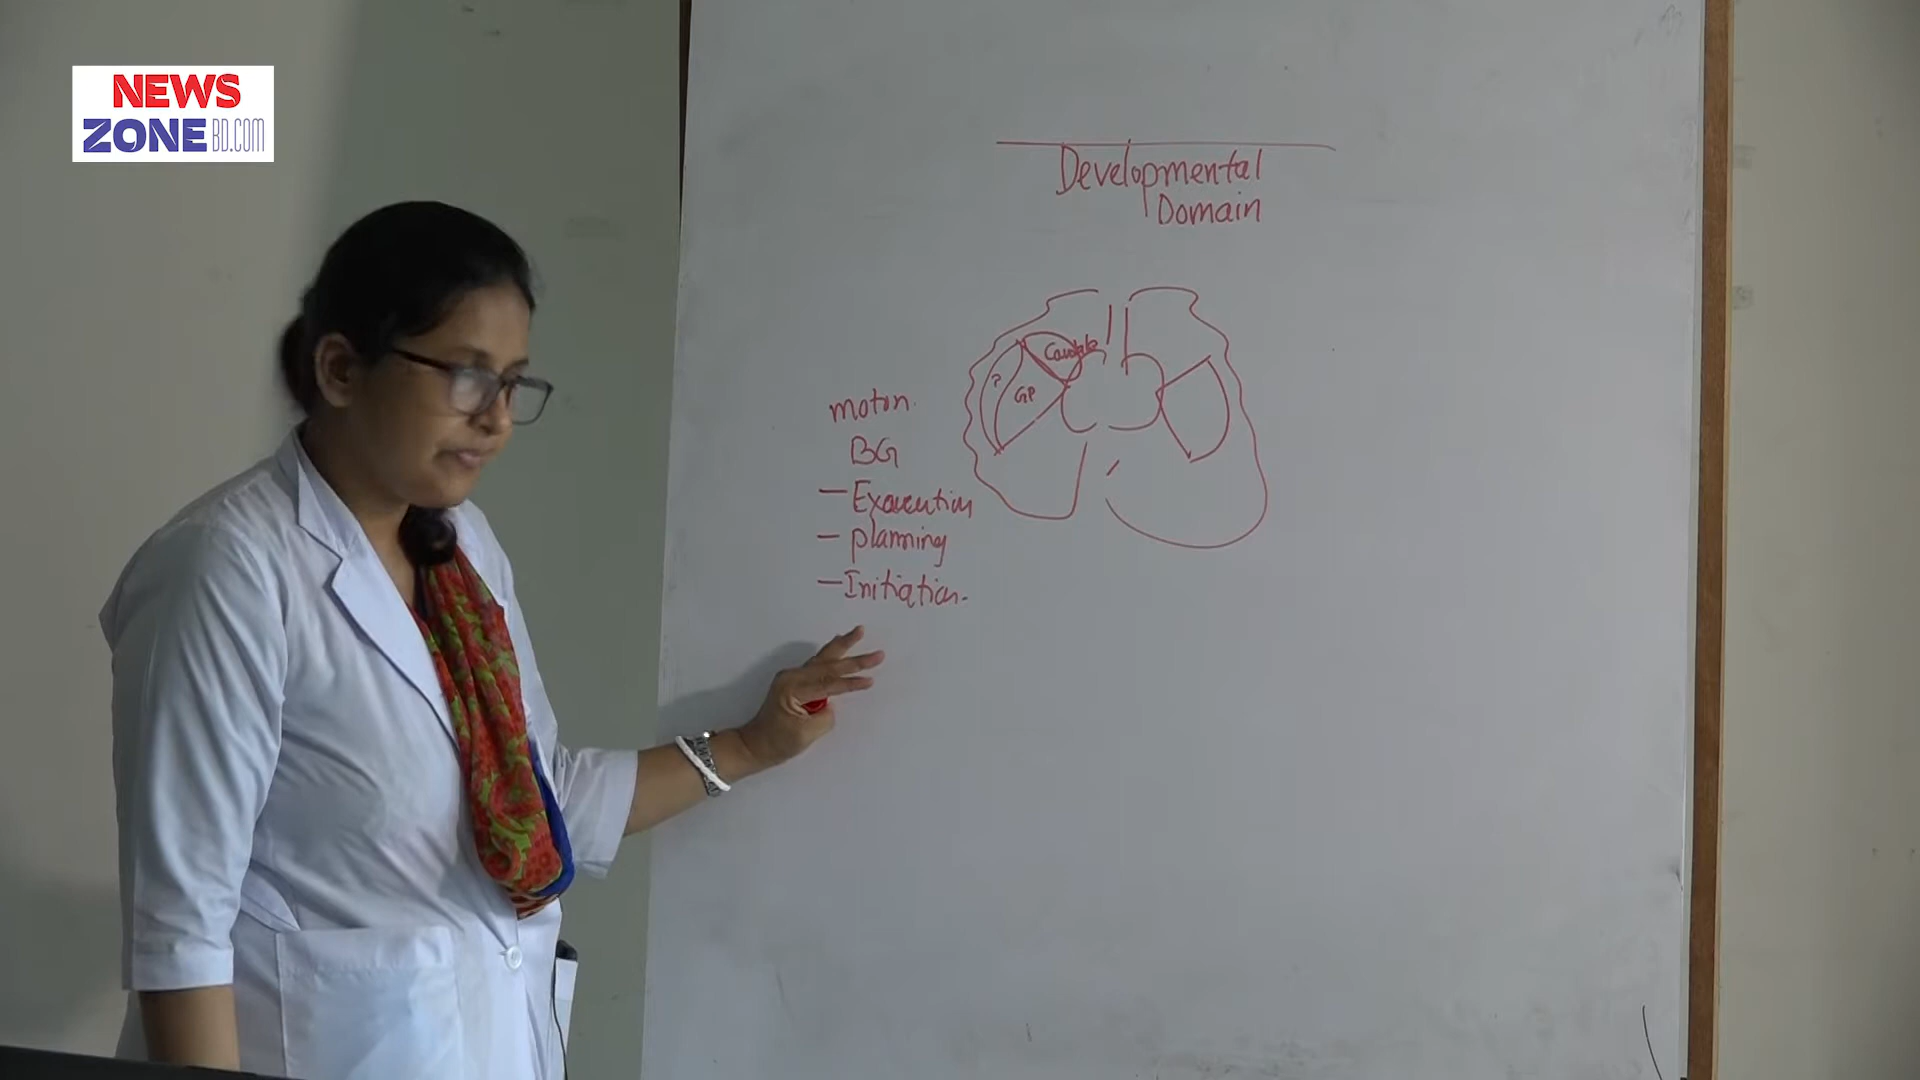 NEWS
ZONE BD.COM
Developmental
Domain
Caudate
P
GP
motor.
BG
— Execution
— planning
— Initiation.